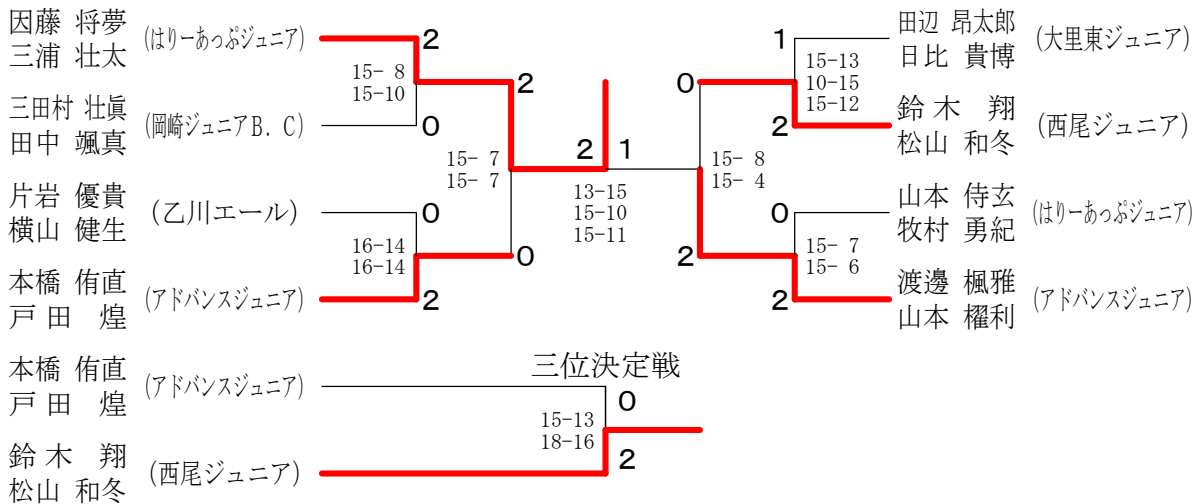 因藤 将夢
三浦 壮太
(はりーあっぷジュニア)
2
15- 8
15-10
三田村 壮眞
田中 颯真
(岡崎ジュニアB．C)
0
2
15- 7
15- 7
片岩 優貴
横山 健生
(乙川エール)
0
16-14
16-14
0
本橋 侑直
戸田 煌
(アドバンスジュニア)
2
2 1
13-15
15-10
15-11
田辺 昂太郎
日比 貴博
(大里東ジュニア)
1
15-13
10-15
15-12
鈴木 翔
松山 和冬
(西尾ジュニア)
2
0
15- 8
15- 4
山本 侍玄
牧村 勇紀
(はりーあっぷジュニア)
0
15- 7
15- 6
2
渡邊 楓雅
山本 櫂利
(アドバンスジュニア)
2
三位決定戦
本橋 侑直
戸田 煌
(アドバンスジュニア)
0
15-13
18-16
鈴木 翔
松山 和冬
(西尾ジュニア)
2